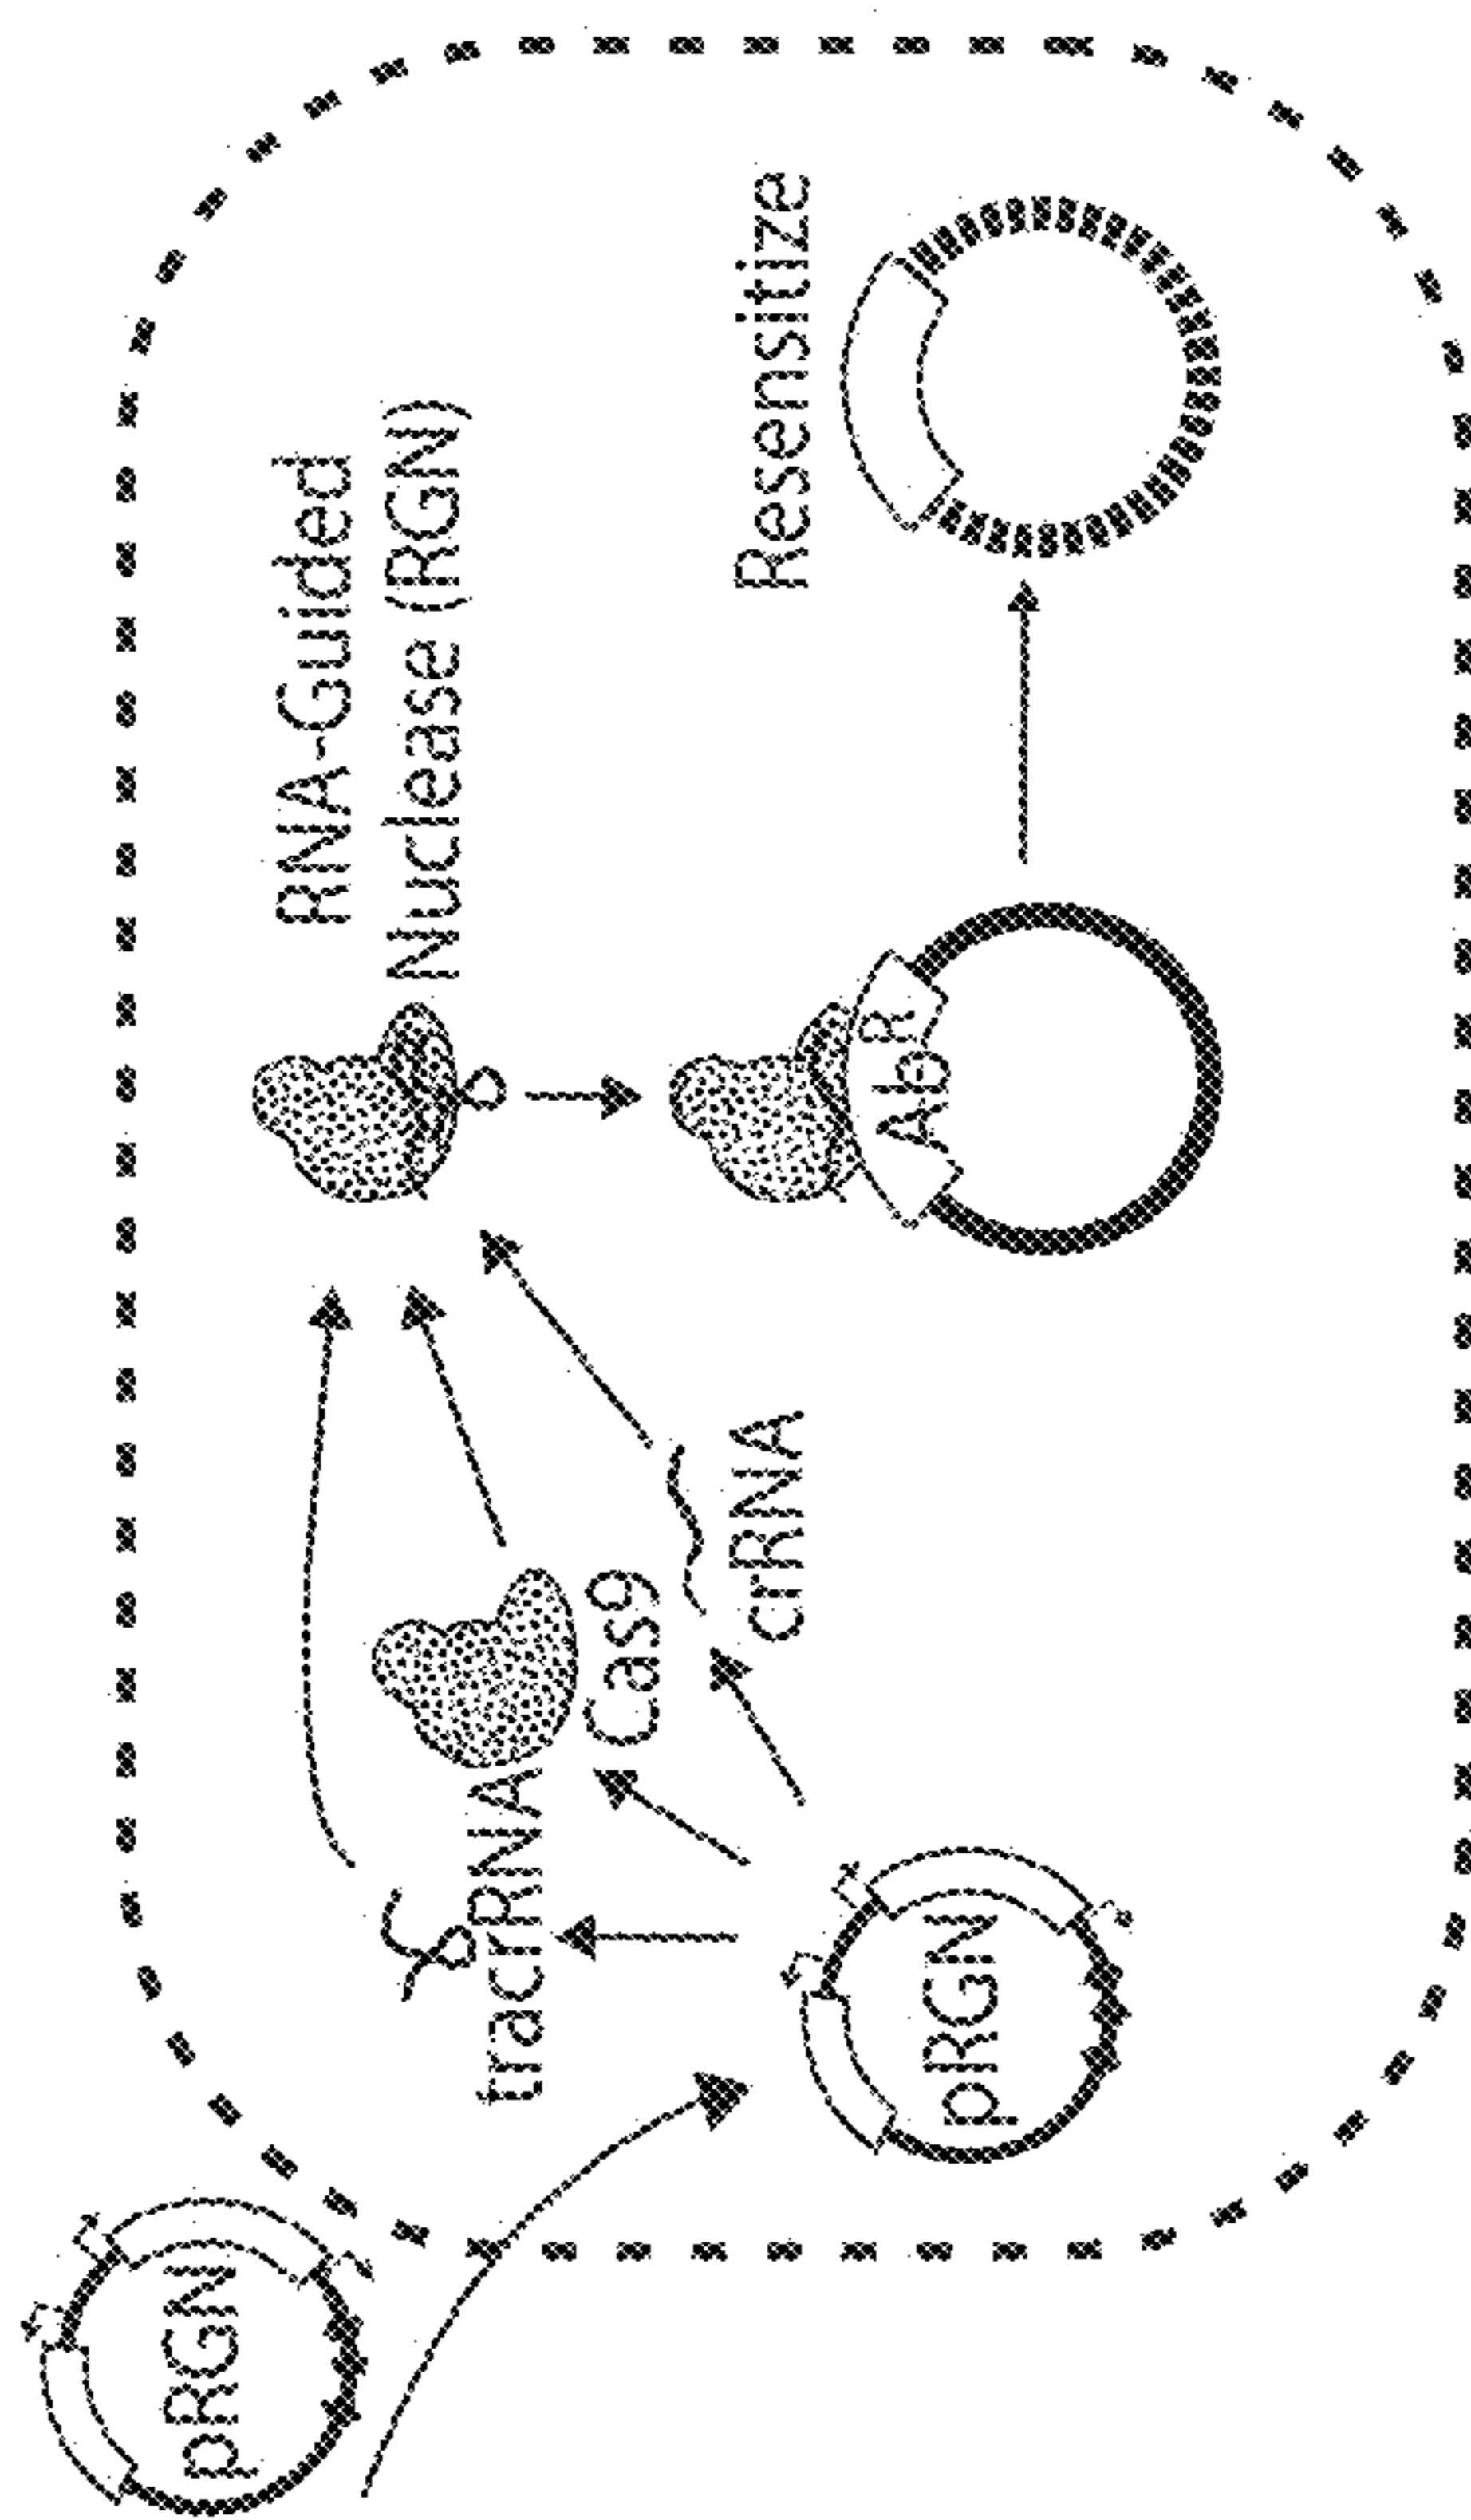 pRGN
pRGN
tracrRNA
Cas9
crRNA
RNA-Guided
Nuclease (RGN)
AbR
Resensitize